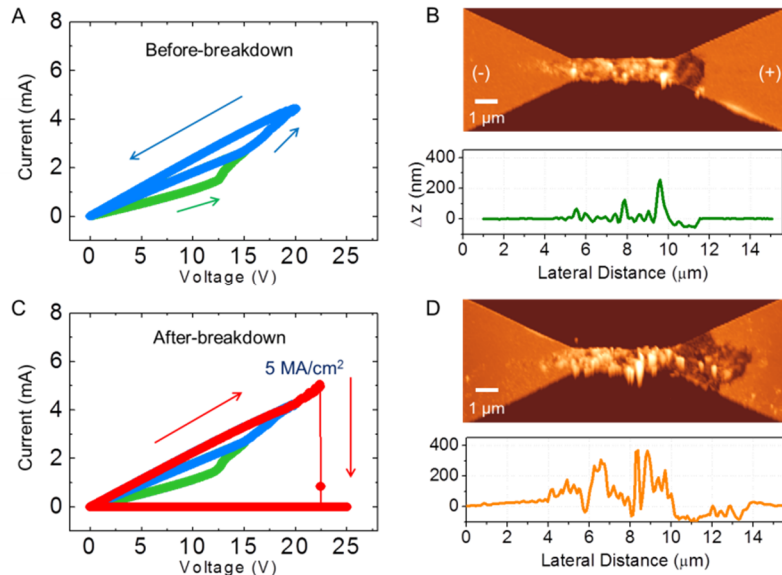 A
Before-breakdown
8
6
4
2
0
Current (mA)
0 5 10 15 20 25
Voltage (V)
B
(-) (+)
1 μm
400
200
0
Δ z (nm)
0 2 4 6 8 10 12 14
Lateral Distance (μm)
C
After-breakdown
5 MA/cm²
8
6
4
2
0
Current (mA)
0 5 10 15 20 25
Voltage (V)
D
1 μm
400
200
0
0 2 4 6 8 10 12 14
Lateral Distance (μm)